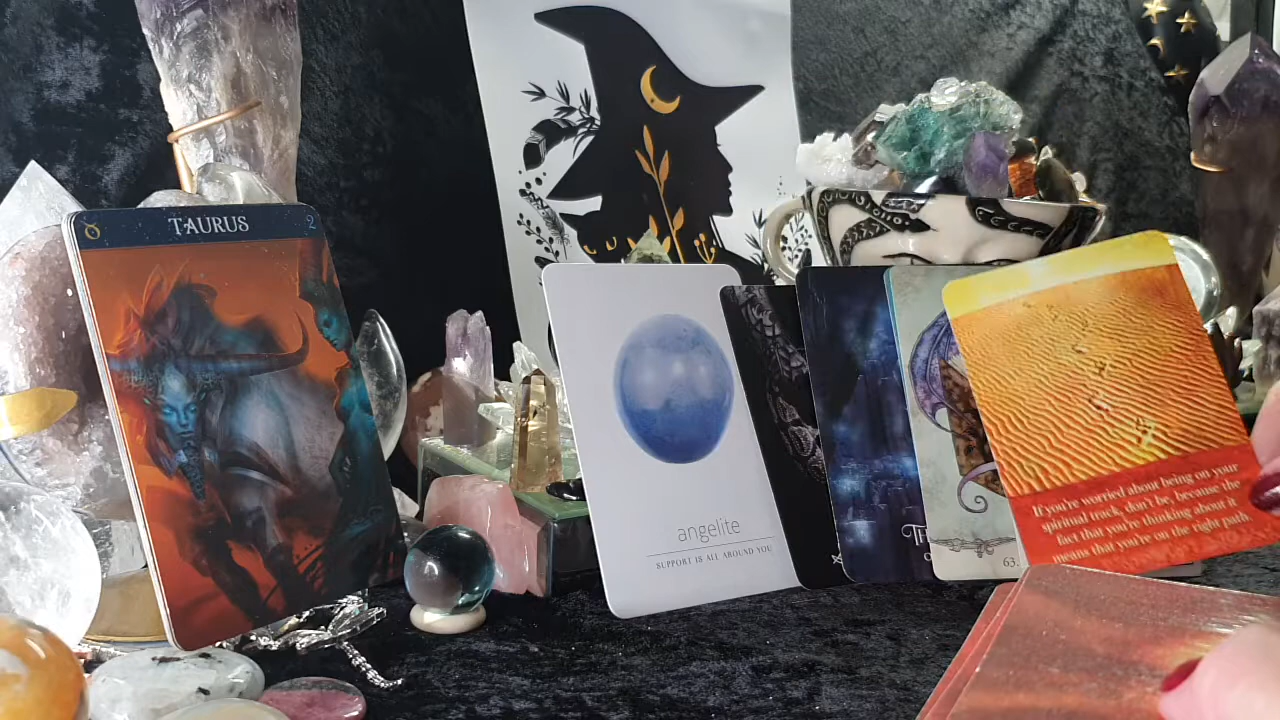 TAURUS 2
angelite
SUPPORT IS ALL AROUND YOU
63.
If you're worried about being on your
spiritual track, don't be, because the
fact that you're thinking about it
means that you're on the right path.